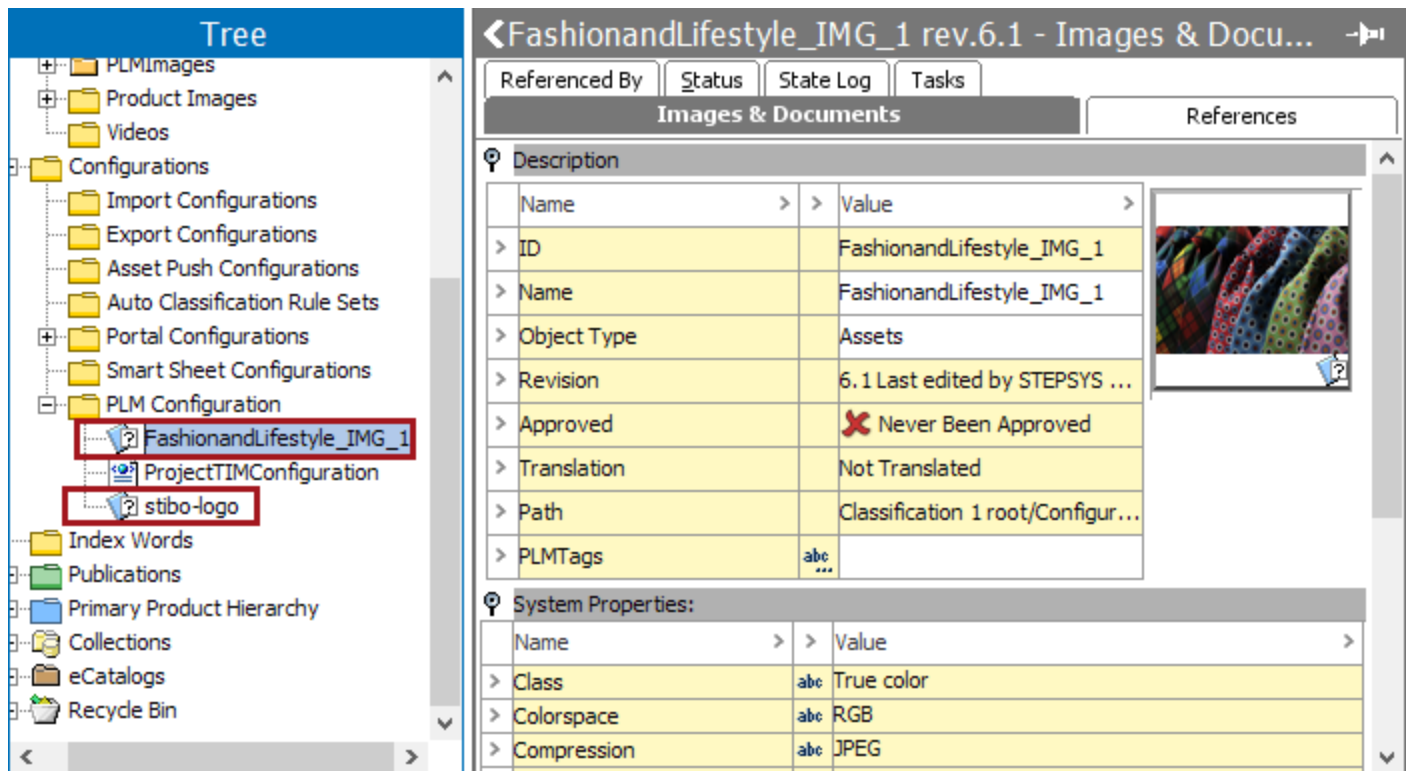 Tree
PLMImages
Product Images
Videos
Configurations
Import Configurations
Export Configurations
Asset Push Configurations
Auto Classification Rule Sets
Portal Configurations
Smart Sheet Configurations
PLM Configuration
FashionandLifestyle_IMG_1
ProjectTIMConfiguration
stibo-logo
Index Words
Publications
Primary Product Hierarchy
Collections
eCatalogs
Recycle Bin
FashionandLifestyle_IMG_1 rev.6.1 - Images & Docu...
Referenced By Status State Log Tasks
Images & Documents References
Description
Name > > Value >
> ID FashionandLifestyle_IMG_1
> Name FashionandLifestyle_IMG_1
> Object Type Assets
> Revision 6.1 Last edited by STEPSYS ...
> Approved Never Been Approved
> Translation Not Translated
> Path Classification 1 root/Configur...
> PLMTags abc...
System Properties:
Name > > Value >
> Class abc True color
> Colorspace abc RGB
> Compression abc JPEG